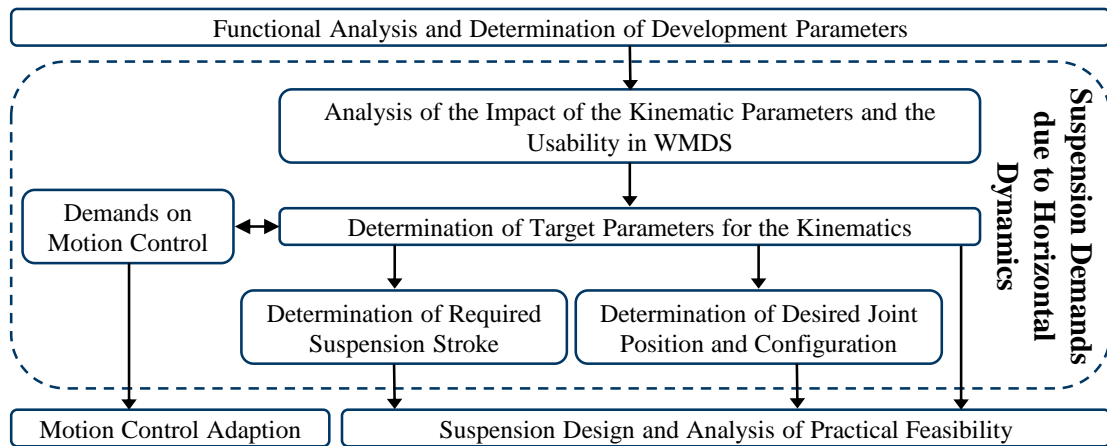 Functional Analysis and Determination of Development Parameters
Analysis of the Impact of the Kinematic Parameters and the
Usability in WMDS
Suspension Demands
due to Horizontal
Dynamics
Demands on
Motion Control
Determination of Target Parameters for the Kinematics
Determination of Required
Suspension Stroke
Determination of Desired Joint
Position and Configuration
Motion Control Adaption
Suspension Design and Analysis of Practical Feasibility